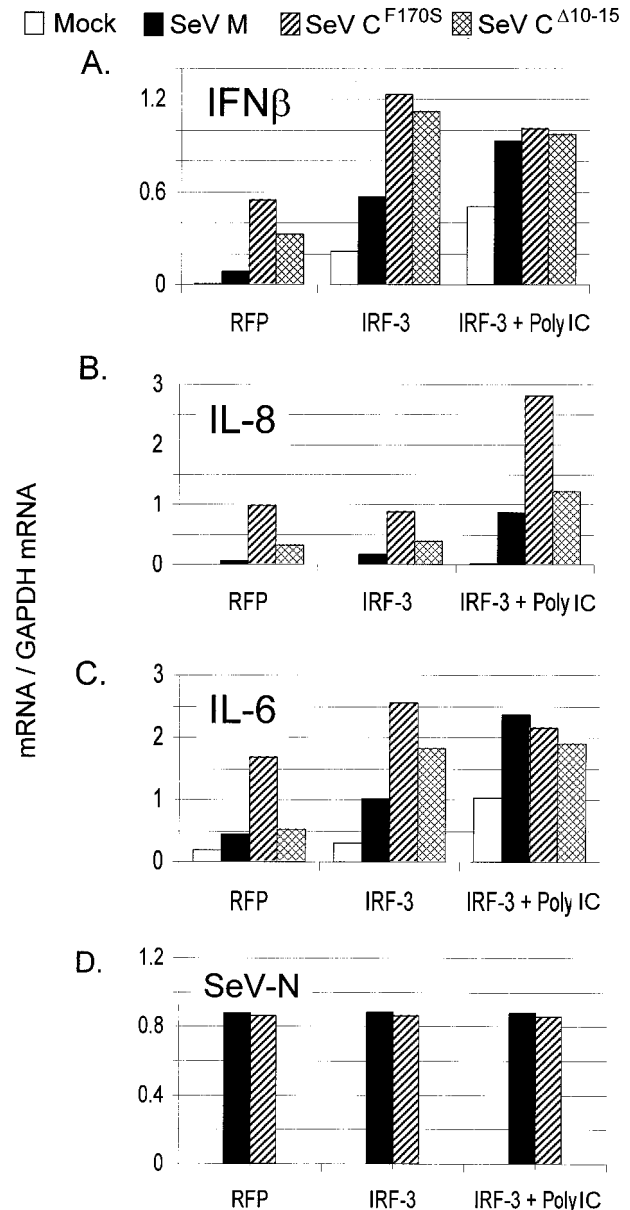 Mock SeV M SeV C^F170S SeV C^Δ10-15
A.
IFNβ
1.2
0.6
0
RFP IRF-3 IRF-3 + Poly IC
B.
IL-8
3
2
1
0
RFP IRF-3 IRF-3 + Poly IC
mRNA / GAPDH mRNA
C.
IL-6
3
2
1
0
RFP IRF-3 IRF-3 + Poly IC
D.
SeV-N
1.2
0.8
0.4
0
RFP IRF-3 IRF-3 + Poly IC